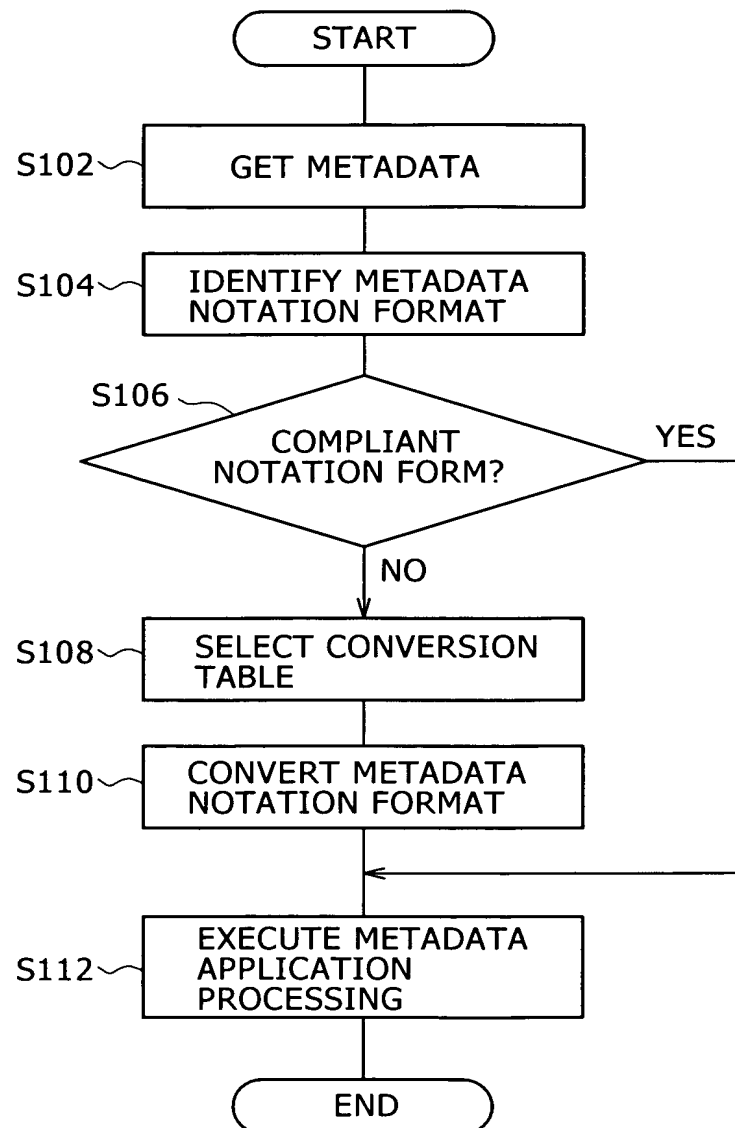 START
S102
GET METADATA
S104
IDENTIFY METADATA
NOTATION FORMAT
S106
COMPLIANT
NOTATION FORM?
YES
NO
S108
SELECT CONVERSION
TABLE
S110
CONVERT METADATA
NOTATION FORMAT
S112
EXECUTE METADATA
APPLICATION
PROCESSING
END